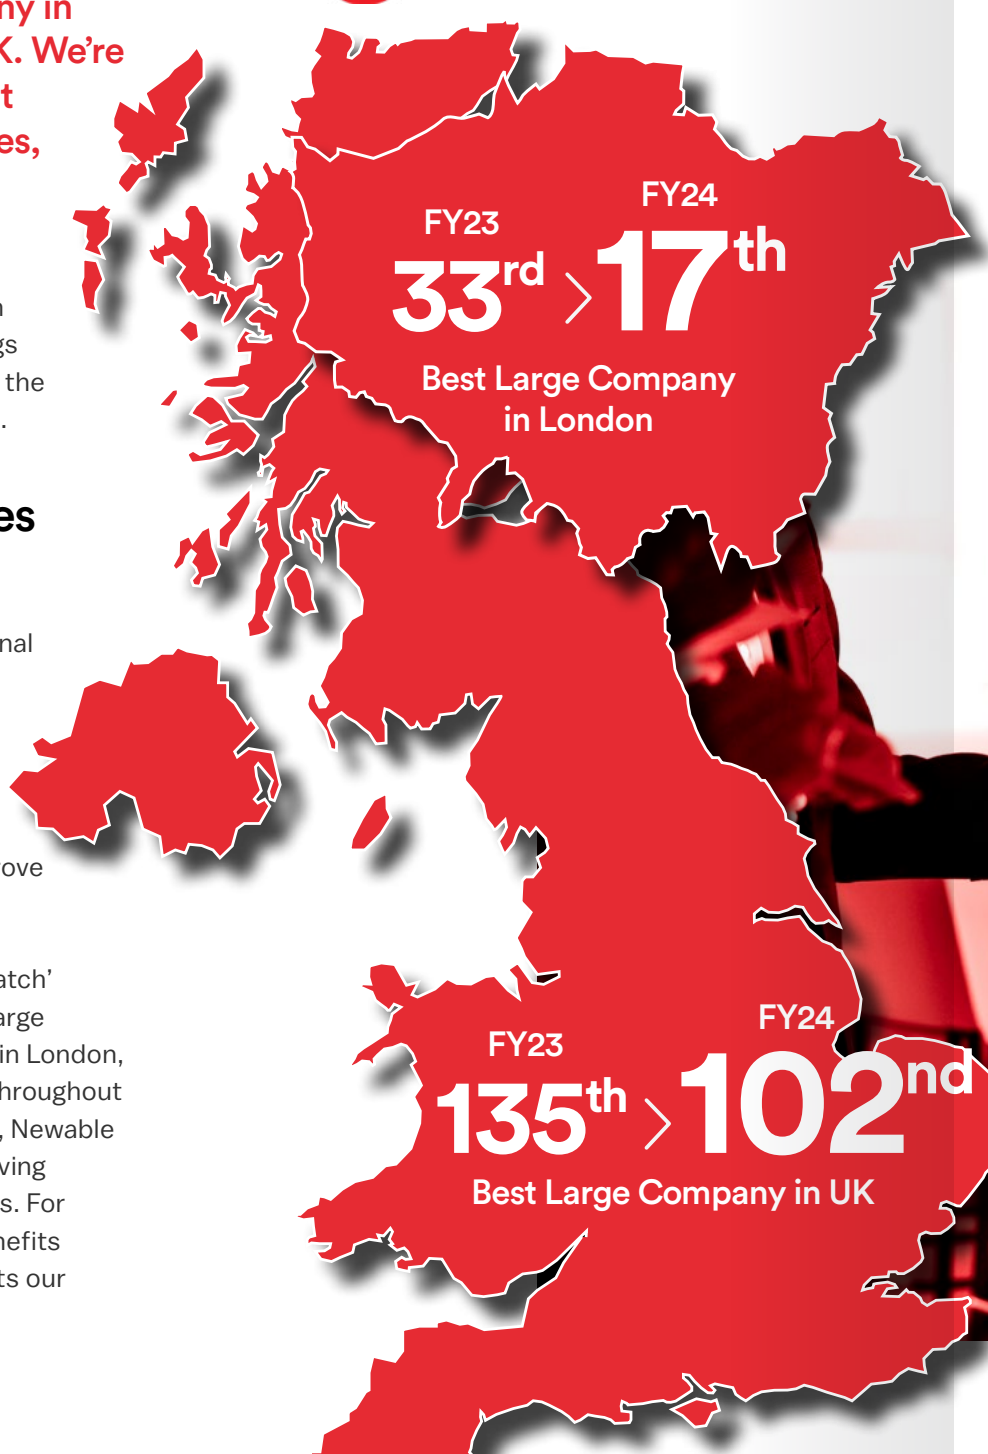 ny in
K. We're
t
es,
n
gs
the
.
es
nal
ove
atch'
arge
in London,
hroughout
, Newable
ving
s. For
nefits
ts our
FY23
FY24
33rd > 17th
Best Large Company
in London
FY23
FY24
135th > 102nd
Best Large Company in UK